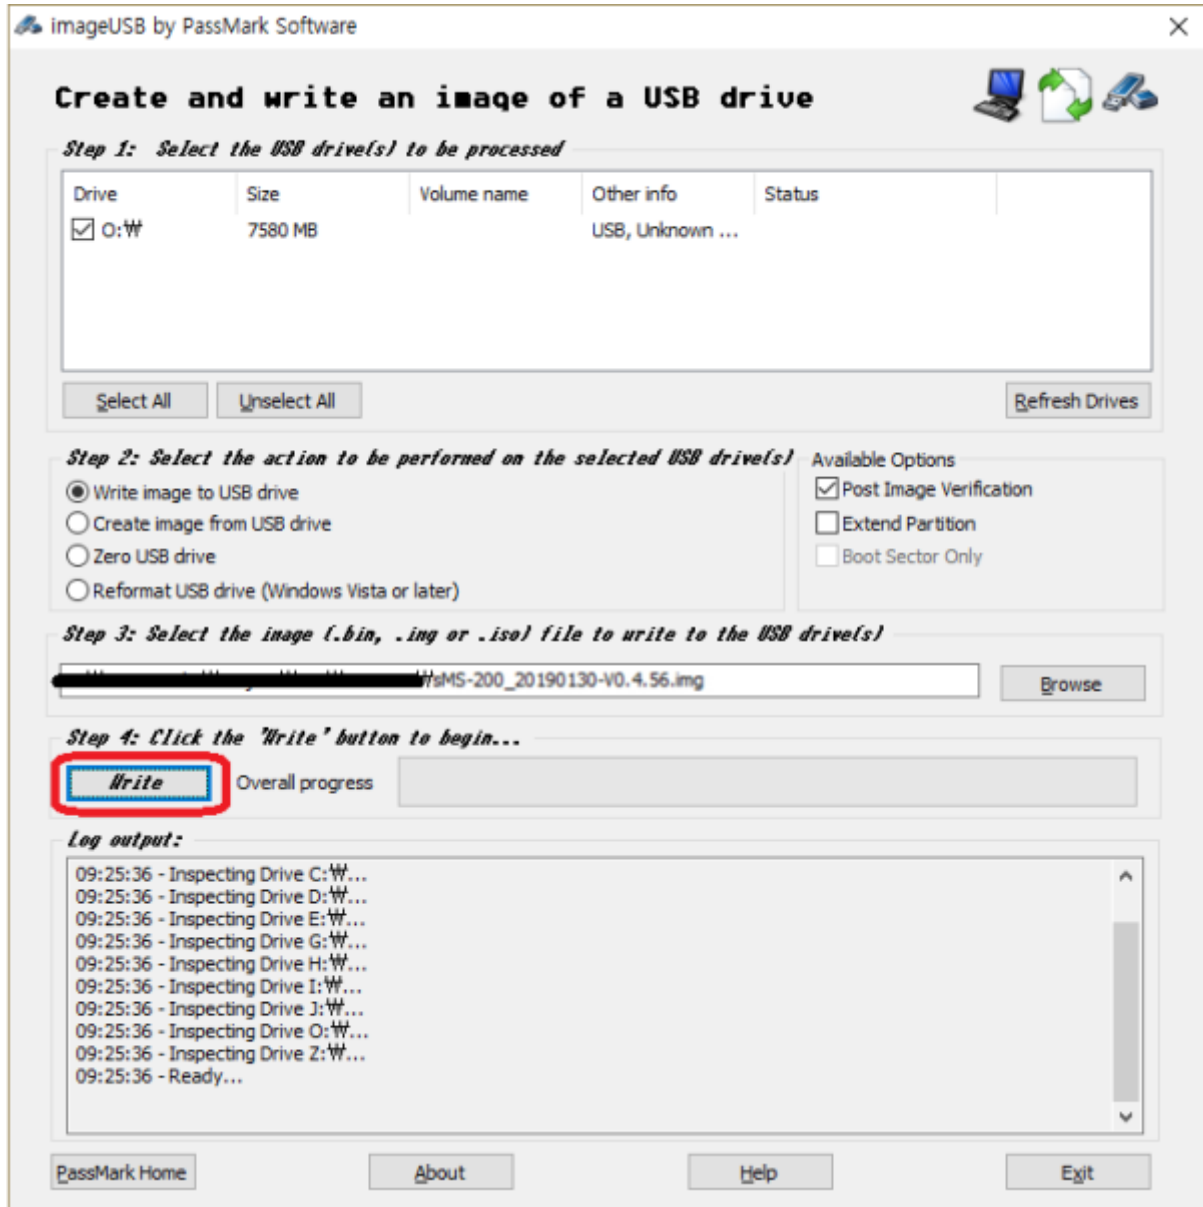 imageUSB by PassMark Software
Create and write an image of a USB drive
Step 1: Select the USB drive(s) to be processed
Drive Size Volume name Other info Status
O:₩ 7580 MB USB, Unknown ...
Select All Unselect All Refresh Drives
Step 2: Select the action to be performed on the selected USB drive(s) Available Options
Write image to USB drive Post Image Verification
Create image from USB drive Extend Partition
Zero USB drive Boot Sector Only
Reformat USB drive (Windows Vista or later)
Step 3: Select the image (.bin, .img or .iso) file to write to the USB drive(s)
₩sMS-200_20190130-V0.4.56.img Browse
Step 4: Click the 'Write' button to begin...
Write Overall progress
Log output:
09:25:36 - Inspecting Drive C:₩...
09:25:36 - Inspecting Drive D:₩...
09:25:36 - Inspecting Drive E:₩...
09:25:36 - Inspecting Drive G:₩...
09:25:36 - Inspecting Drive H:₩...
09:25:36 - Inspecting Drive I:₩...
09:25:36 - Inspecting Drive J:₩...
09:25:36 - Inspecting Drive O:₩...
09:25:36 - Inspecting Drive Z:₩...
09:25:36 - Ready...
PassMark Home About Help Exit